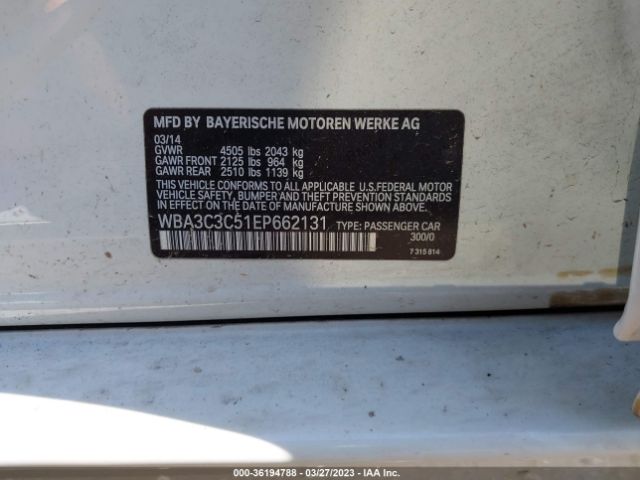 MFD BY BAYERISCHE MOTOREN WERKE AG
03/14
GVWR 4505 lbs 2043 kg
GAWR FRONT 2125 lbs 964 kg
GAWR REAR 2510 lbs 1139 kg
THIS VEHICLE CONFORMS TO ALL APPLICABLE U.S.FEDERAL MOTOR
VEHICLE SAFETY, BUMPER AND THEFT PREVENTION STANDARDS
IN EFFECT ON THE DATE OF MANUFACTURE SHOWN ABOVE.
WBA3C3C51EP662131 TYPE: PASSENGER CAR
300/0
7 315 814
000-36194788 - 03/27/2023 - IAA Inc.